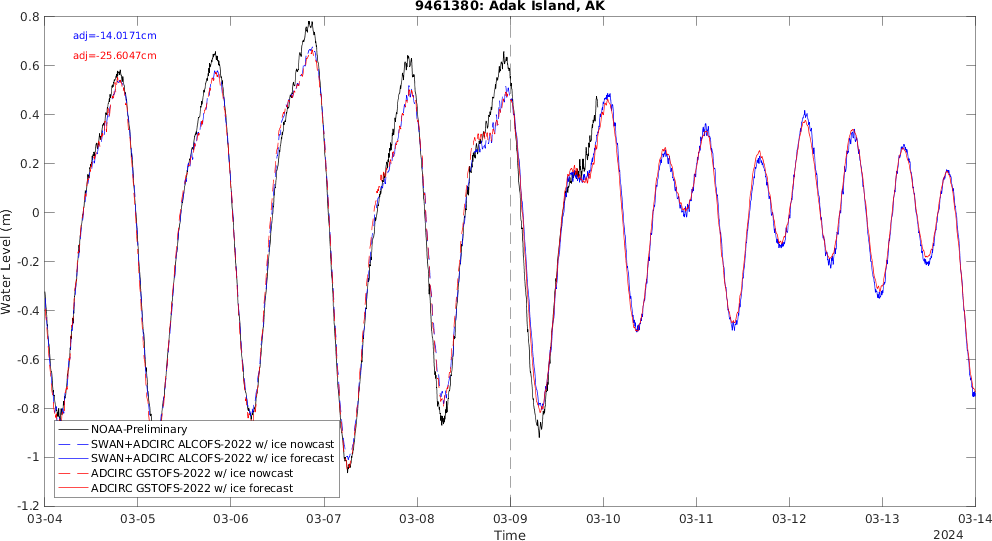 9461380: Adak Island, AK
adj=-14.0171cm
adj=-25.6047cm
0.8
0.6
0.4
0.2
0
-0.2
-0.4
-0.6
-0.8
-1
-1.2
Water Level (m)
NOAA-Preliminary
SWAN+ADCIRC ALCOFS-2022 w/ ice nowcast
SWAN+ADCIRC ALCOFS-2022 w/ ice forecast
ADCIRC GSTOFS-2022 w/ ice nowcast
ADCIRC GSTOFS-2022 w/ ice forecast
03-04 03-05 03-06 03-07 03-08 03-09 03-10 03-11 03-12 03-13 03-14
Time
2024